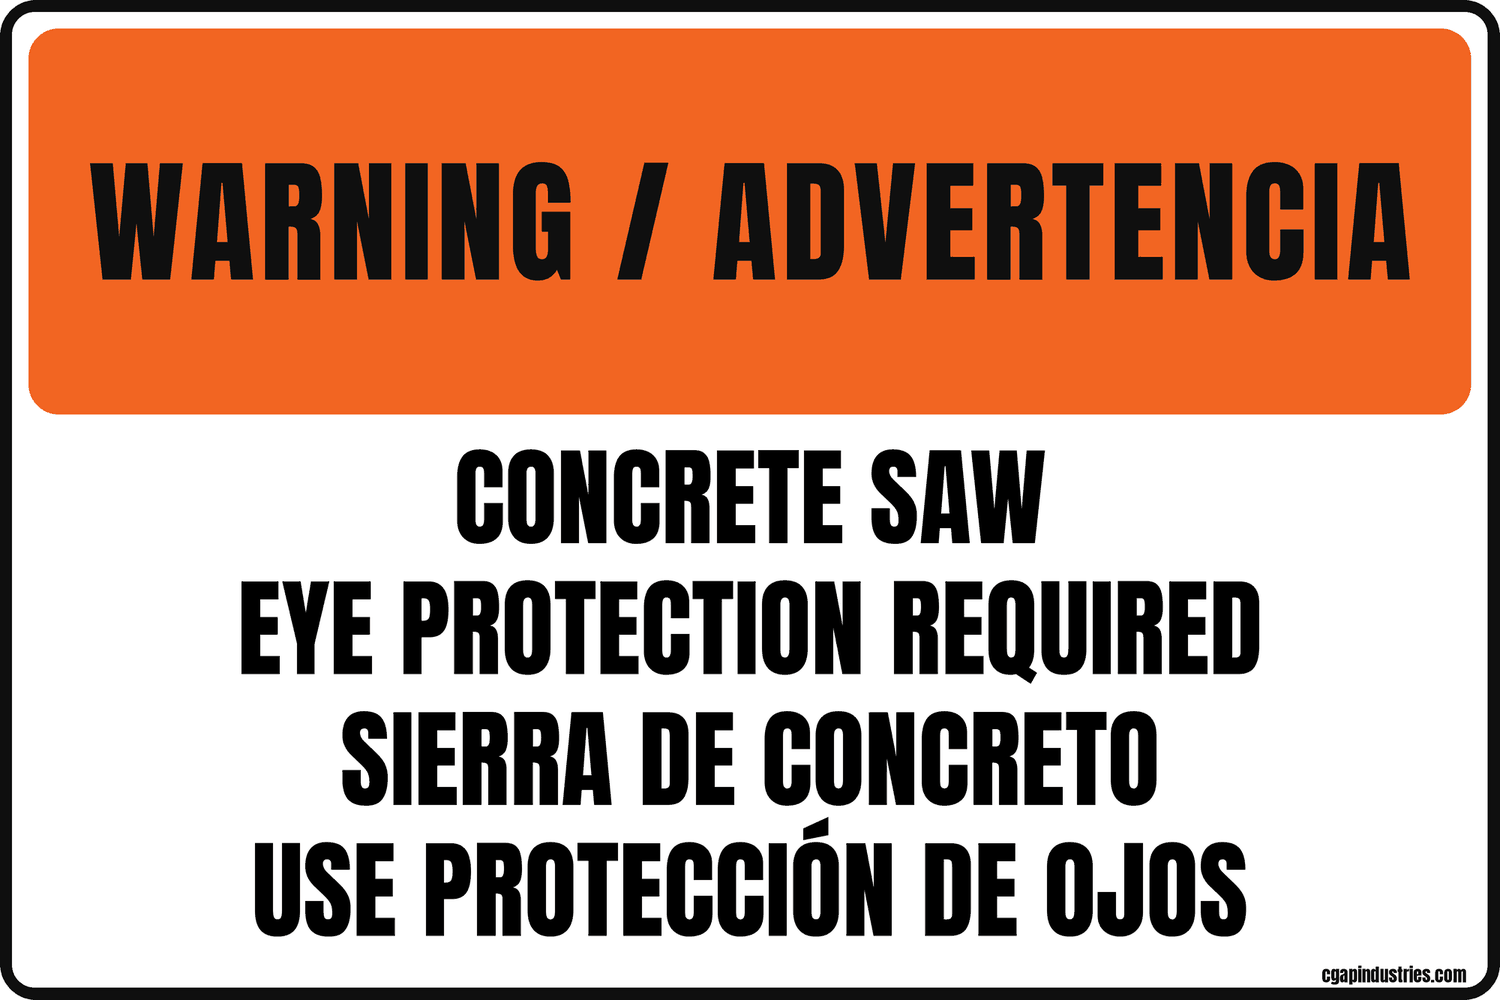 WARNING / ADVERTENCIA
CONCRETE SAW
EYE PROTECTION REQUIRED
SIERRA DE CONCRETO
USE PROTECCIÓN DE OJOS
cgapindustries.com